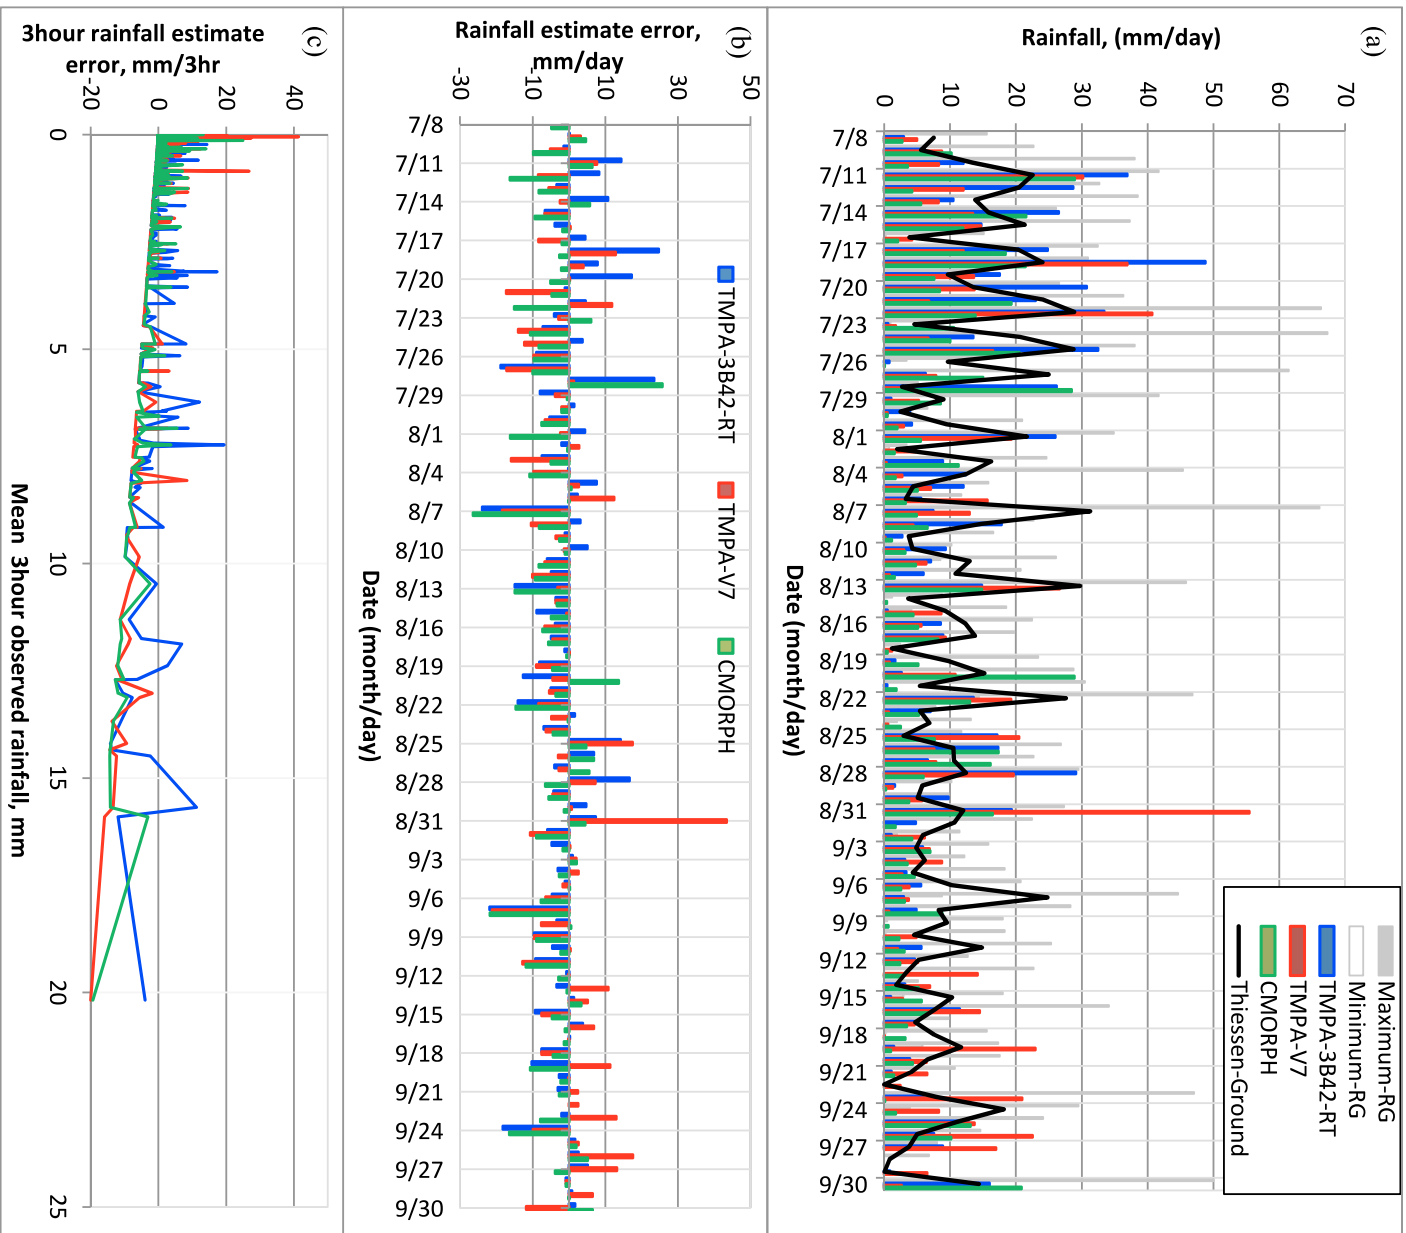 (a)
Rainfall, (mm/day)
0 10 20 30 40 50 60 70
7/8
7/11
7/14
7/17
7/20
7/23
7/26
7/29
8/1
8/4
8/7
8/10
8/13
8/16
8/19
8/22
8/25
8/28
8/31
9/3
9/6
9/9
9/12
9/15
9/18
9/21
9/24
9/27
9/30
Date (month/day)
Maximum-RG
Minimum-RG
TMPA-3B42-RT
TMPA-V7
CMORPH
Thiessen-Ground
(b)
Rainfall estimate error,
mm/day
-30 -10 10 30 50
7/8
7/11
7/14
7/17
7/20
7/23
7/26
7/29
8/1
8/4
8/7
8/10
8/13
8/16
8/19
8/22
8/25
8/28
8/31
9/3
9/6
9/9
9/12
9/15
9/18
9/21
9/24
9/27
9/30
Date (month/day)
TMPA-3B42-RT
TMPA-V7
CMORPH
(c)
3hour rainfall estimate
error, mm/3hr
-20 0 20 40
0
5
10
15
20
25
Mean 3hour observed rainfall, mm